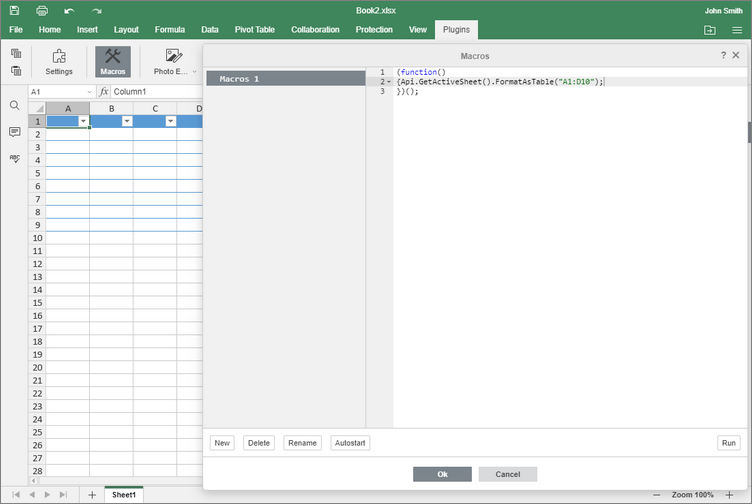 Book2.xlsx
John Smith
File Home Insert Layout Formula Data Pivot Table Collaboration Protection View Plugins
Settings
Macros
Photo E...
A1
fx Column1
A B C D
1
2
3
4
5
6
7
8
9
10
11
12
13
14
15
16
17
18
19
20
21
22
23
24
25
26
27
28
Macros
?
Macros 1
1 (function()
2 {Api.GetActiveSheet().FormatAsTable("A1:D10");
3 })();
New Delete Rename Autostart Run
Ok Cancel
Sheet1
Zoom 100%
ABC